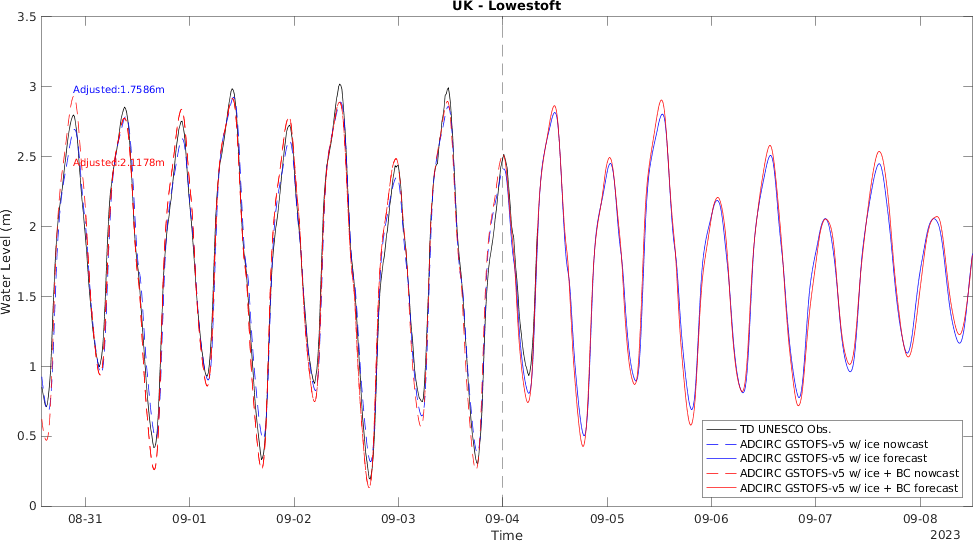 UK - Lowestoft
3.5
3
2.5
2
1.5
1
0.5
0
Water Level (m)
Adjusted:1.7586m
Adjusted:2.1178m
TD UNESCO Obs.
ADCIRC GSTOFS-v5 w/ ice nowcast
ADCIRC GSTOFS-v5 w/ ice forecast
ADCIRC GSTOFS-v5 w/ ice + BC nowcast
ADCIRC GSTOFS-v5 w/ ice + BC forecast
08-31 09-01 09-02 09-03 09-04 09-05 09-06 09-07 09-08
Time
2023